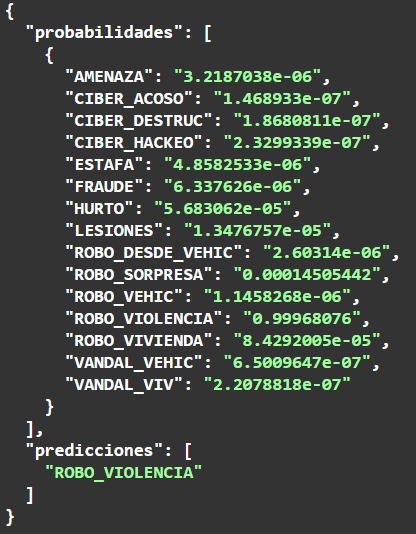 {
  "probabilidades": [
    {
      "AMENAZA": "3.2187038e-06",
      "CIBER_ACOSO": "1.468933e-07",
      "CIBER_DESTRUC": "1.8680811e-07",
      "CIBER_HACKEO": "2.3299339e-07",
      "ESTAFA": "4.8582533e-06",
      "FRAUDE": "6.337626e-06",
      "HURTO": "5.683062e-05",
      "LESIONES": "1.3476757e-05",
      "ROBO_DESDE_VEHIC": "2.60314e-06",
      "ROBO_SORPRESA": "0.00014505442",
      "ROBO_VEHIC": "1.1458268e-06",
      "ROBO_VIOLENCIA": "0.99968076",
      "ROBO_VIVIENDA": "8.4292005e-05",
      "VANDAL_VEHIC": "6.5009647e-07",
      "VANDAL_VIV": "2.2078818e-07"
    }
  ],
  "predicciones": [
    "ROBO_VIOLENCIA"
  ]
}